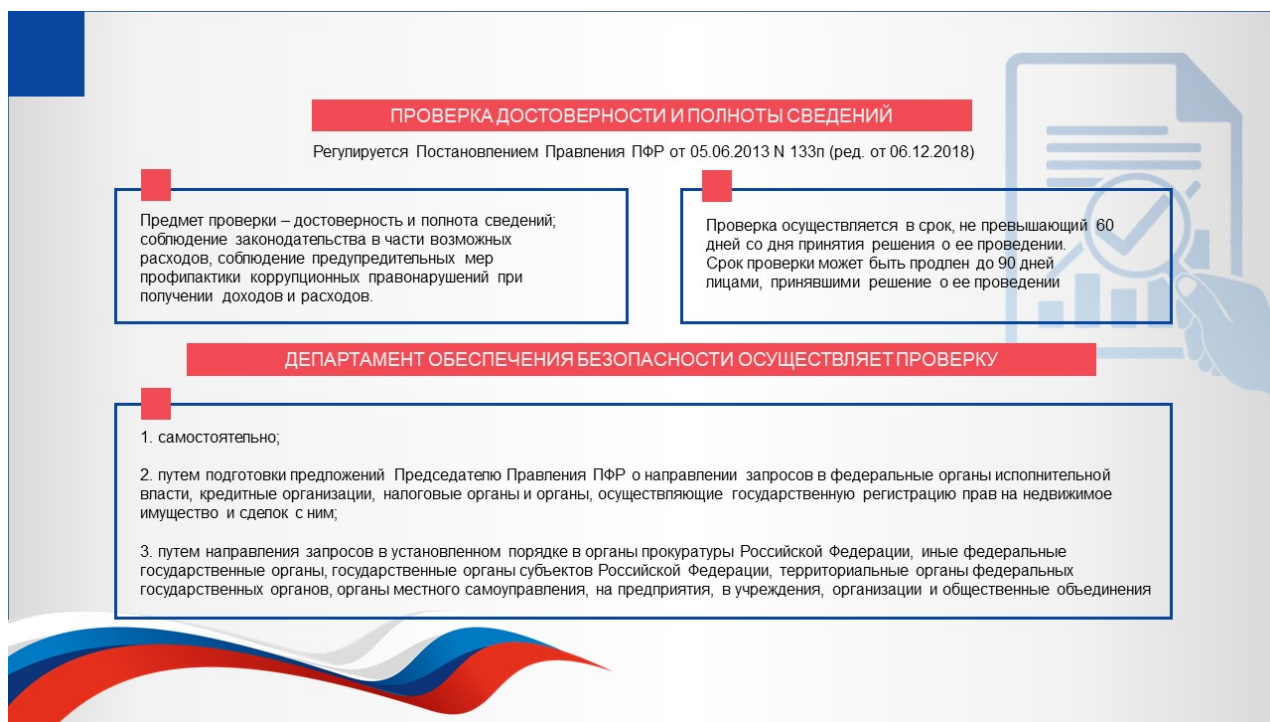 ПРОВЕРКА ДОСТОВЕРНОСТИ И ПОЛНОТЫ СВЕДЕНИЙ
Регулируется Постановлением Правления ПФР от 05.06.2013 N 133п (ред. от 06.12.2018)
Предмет проверки – достоверность и полнота сведений;
соблюдение законодательства в части возможных
расходов, соблюдение предупредительных мер
профилактики коррупционных правонарушений при
получении доходов и расходов.
Проверка осуществляется в срок, не превышающий 60
дней со дня принятия решения о ее проведении.
Срок проверки может быть продлен до 90 дней
лицами, принявшими решение о ее проведении
ДЕПАРТАМЕНТ ОБЕСПЕЧЕНИЯ БЕЗОПАСНОСТИ ОСУЩЕСТВЛЯЕТ ПРОВЕРКУ
1. самостоятельно;
2. путем подготовки предложений Председателю Правления ПФР о направлении запросов в федеральные органы исполнительной
власти, кредитные организации, налоговые органы и органы, осуществляющие государственную регистрацию прав на недвижимое
имущество и сделок с ним;
3. путем направления запросов в установленном порядке в органы прокуратуры Российской Федерации, иные федеральные
государственные органы, государственные органы субъектов Российской Федерации, территориальные органы федеральных
государственных органов, органы местного самоуправления, на предприятия, в учреждения, организации и общественные объединения